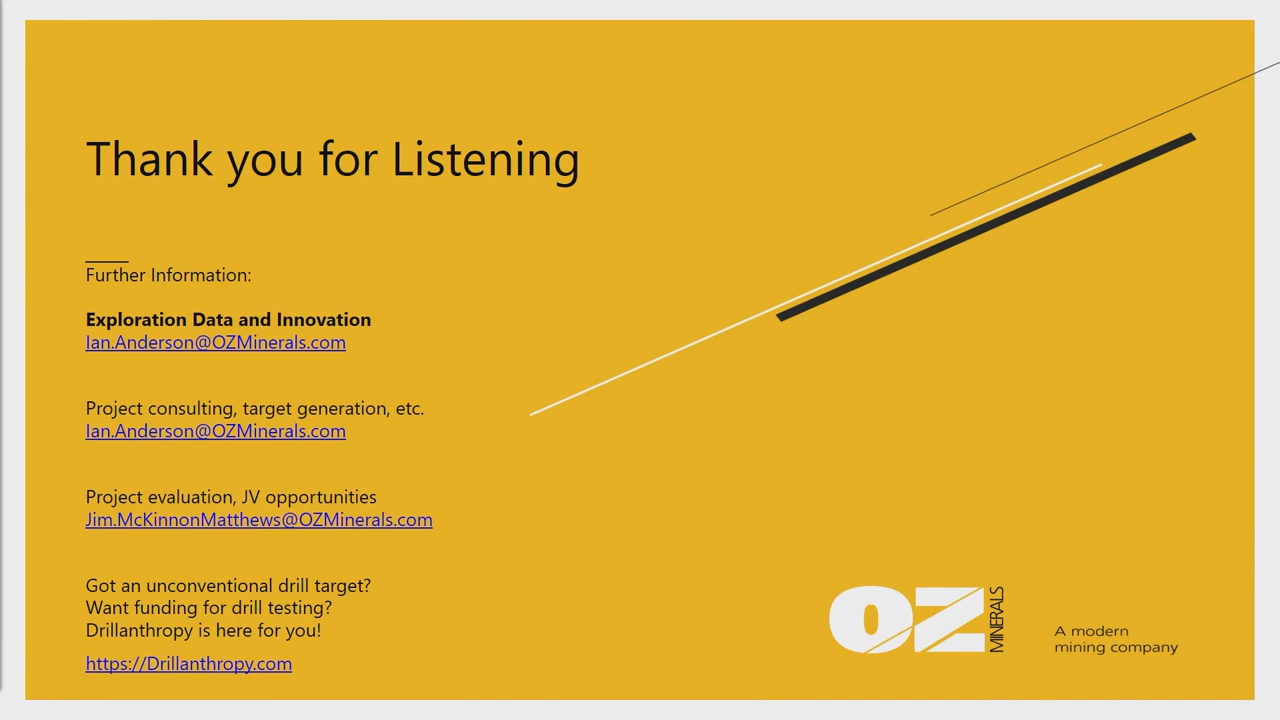 Thank you for Listening
Further Information:
Exploration Data and Innovation
Ian.Anderson@OZMinerals.com
Project consulting, target generation, etc.
Ian.Anderson@OZMinerals.com
Project evaluation, JV opportunities
Jim.McKinnonMatthews@OZMinerals.com
Got an unconventional drill target?
Want funding for drill testing?
Drillanthropy is here for you!
https://Drillanthropy.com
OZ MINERALS
A modern
mining company